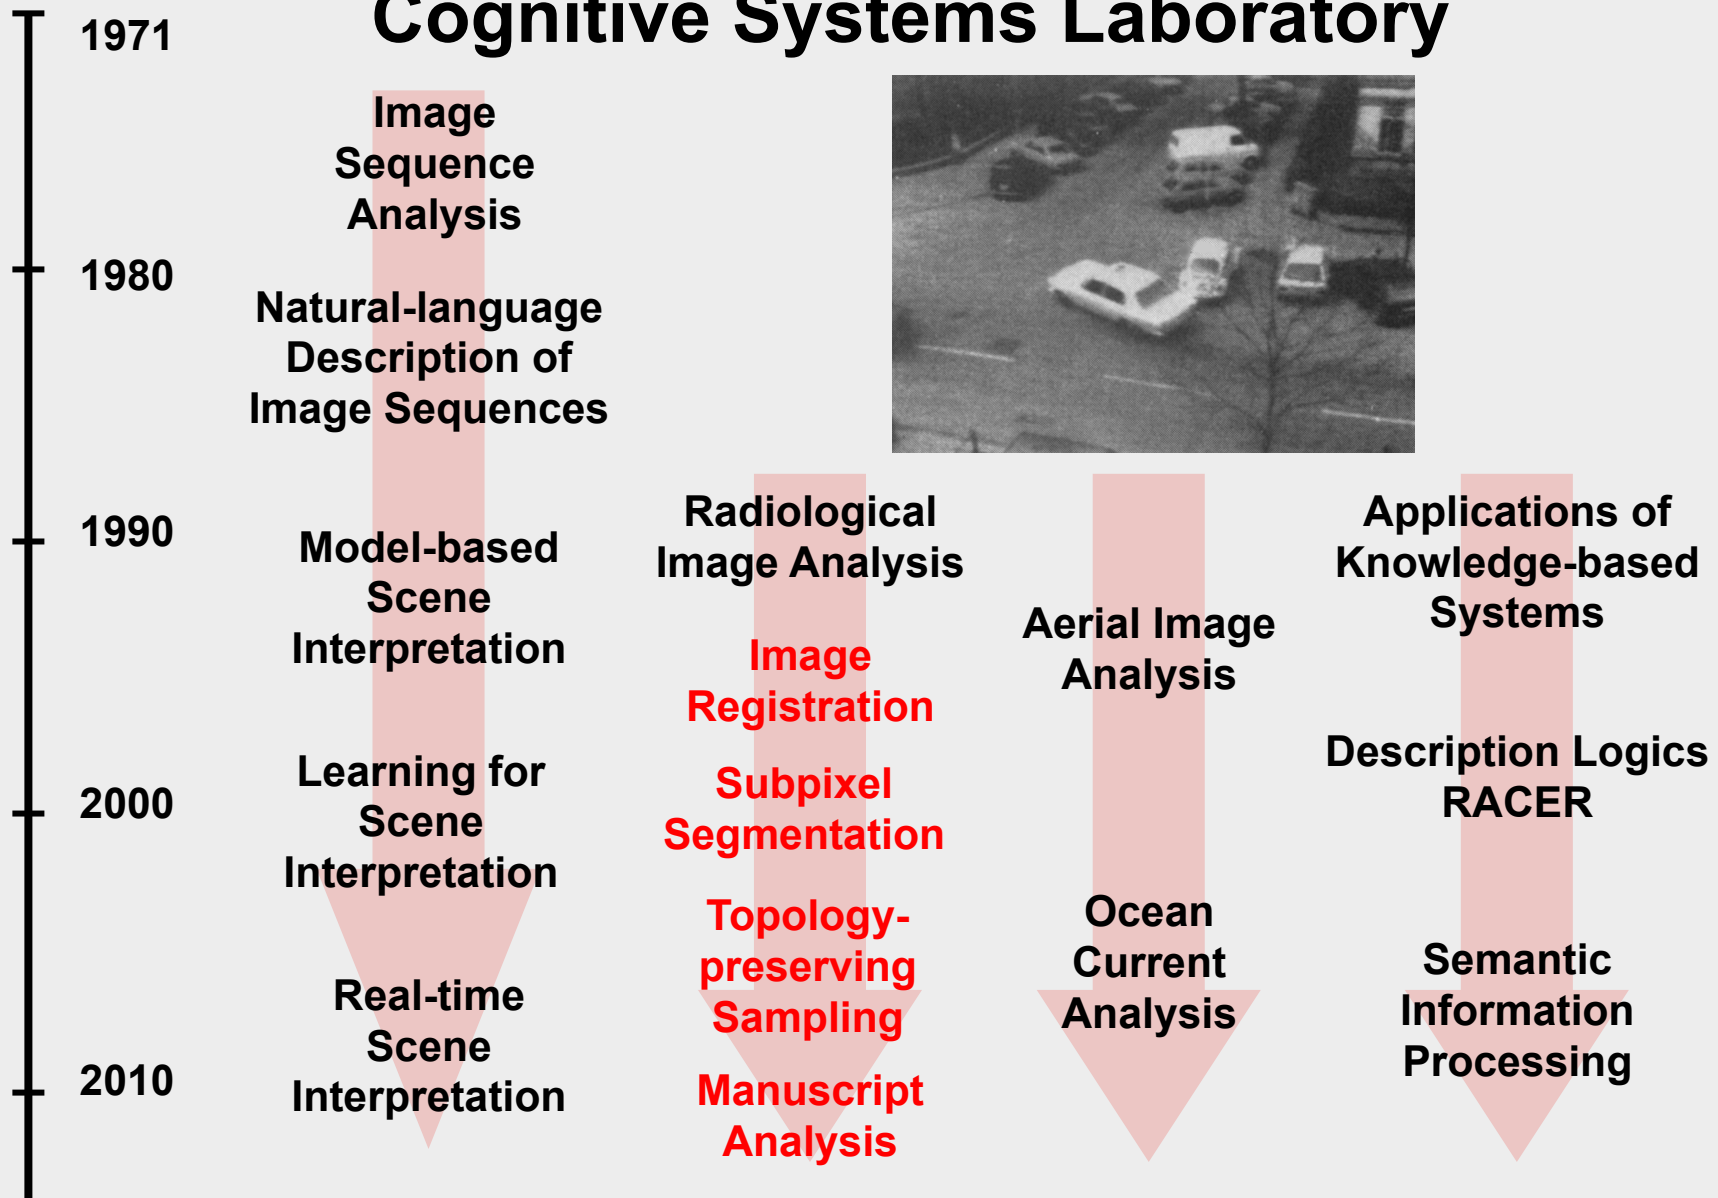 Cognitive Systems Laboratory
1971
1980
1990
2000
2010
Image
Sequence
Analysis
Natural-language
Description of
Image Sequences
Model-based
Scene
Interpretation
Learning for
Scene
Interpretation
Real-time
Scene
Interpretation
Radiological
Image Analysis
Image
Registration
Subpixel
Segmentation
Topology-
preserving
Sampling
Manuscript
Analysis
Aerial Image
Analysis
Ocean
Current
Analysis
Applications of
Knowledge-based
Systems
Description Logics
RACER
Semantic
Information
Processing